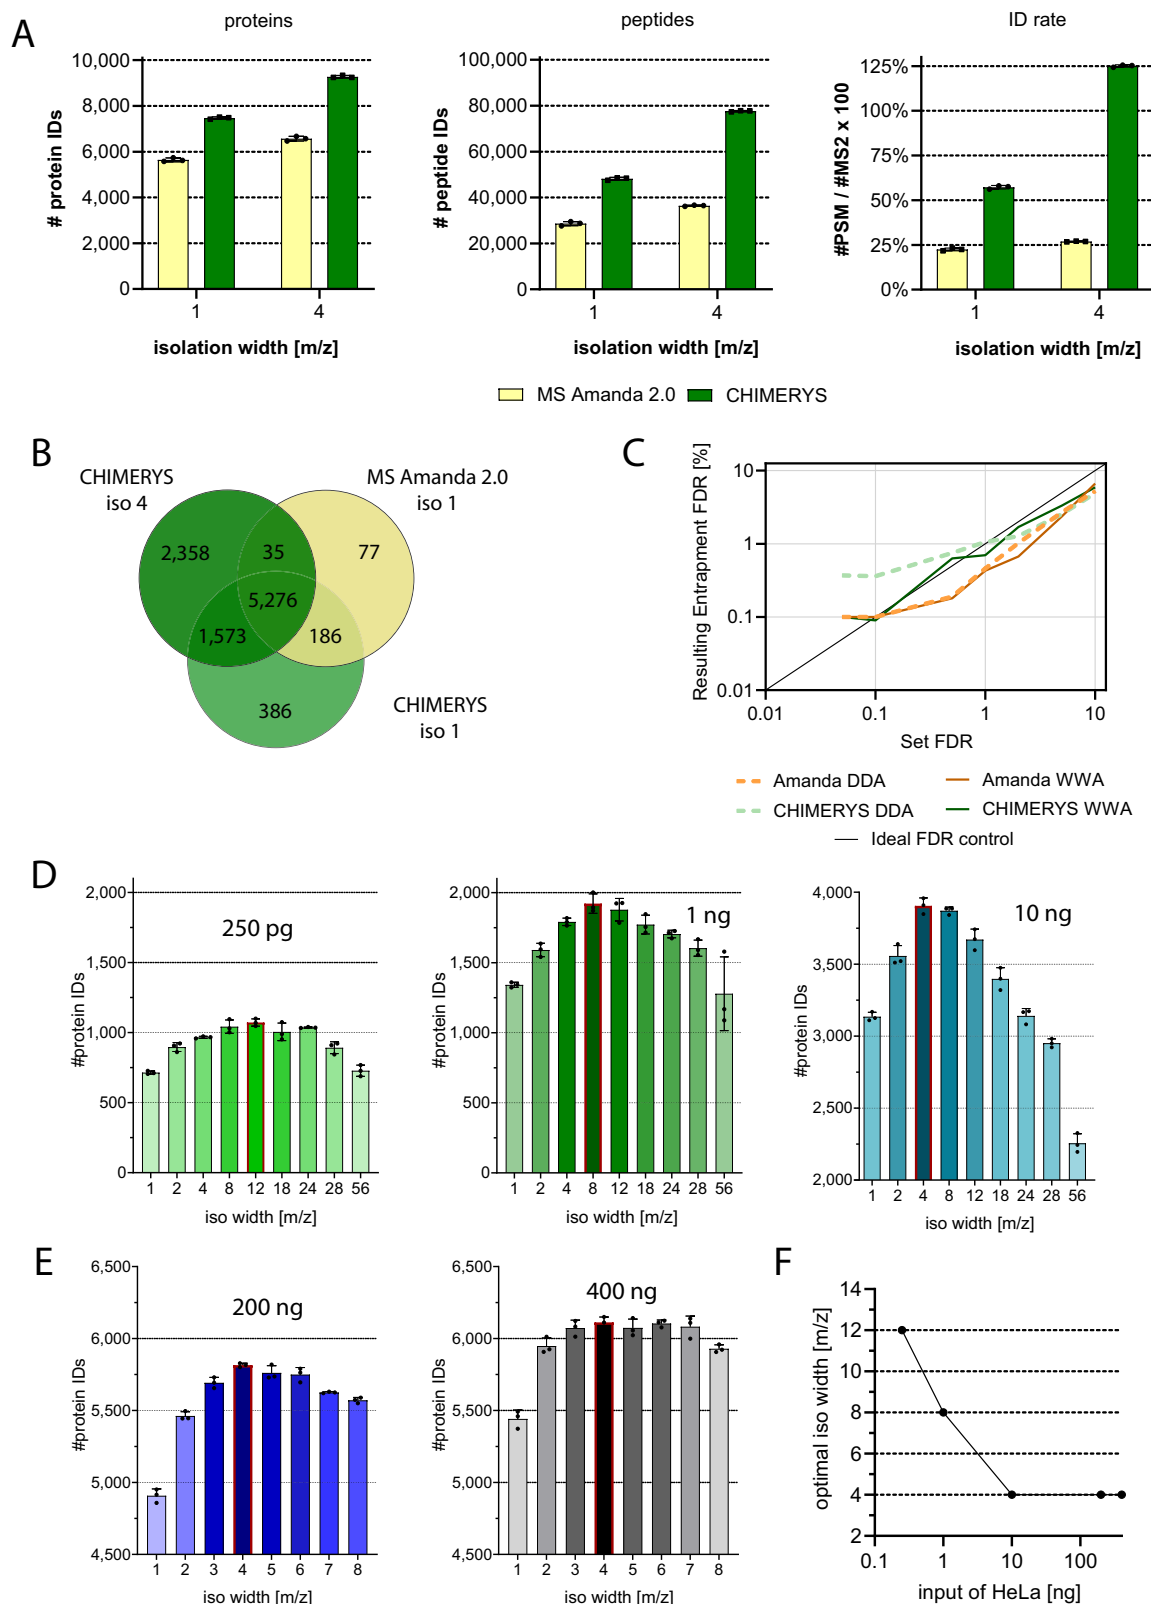 A
proteins
peptides
ID rate
# protein IDs
10,000
8,000
6,000
4,000
2,000
0
1
4
isolation width [m/z]
# peptide IDs
100,000
80,000
60,000
40,000
20,000
0
1
4
isolation width [m/z]
#PSM / #MS2 x 100
125%
100%
75%
50%
25%
0%
1
4
isolation width [m/z]
MS Amanda 2.0
CHIMERYS
B
CHIMERYS
iso 4
MS Amanda 2.0
iso 1
2,358
35
77
5,276
1,573
186
386
CHIMERYS
iso 1
C
Resulting Entrapment FDR [%]
10
1
0.1
0.01
0.01
0.1
1
10
Set FDR
Amanda DDA
Amanda WWA
CHIMERYS DDA
CHIMERYS WWA
Ideal FDR control
D
250 pg
#protein IDs
2,000
1,500
1,000
500
0
1 2 4 8 12 18 24 28 56
iso width [m/z]
1 ng
#protein IDs
2,000
1,500
1,000
500
0
1 2 4 8 12 18 24 28 56
iso width [m/z]
10 ng
#protein IDs
4,000
3,500
3,000
2,500
2,000
1 2 4 8 12 18 24 28 56
iso width [m/z]
E
200 ng
#protein IDs
6,500
6,000
5,500
5,000
4,500
1 2 3 4 5 6 7 8
iso width [m/z]
400 ng
#protein IDs
6,500
6,000
5,500
5,000
4,500
1 2 3 4 5 6 7 8
iso width [m/z]
F
optimal iso width [m/z]
14
12
10
8
6
4
2
0.1
1
10
100
input of HeLa [ng]